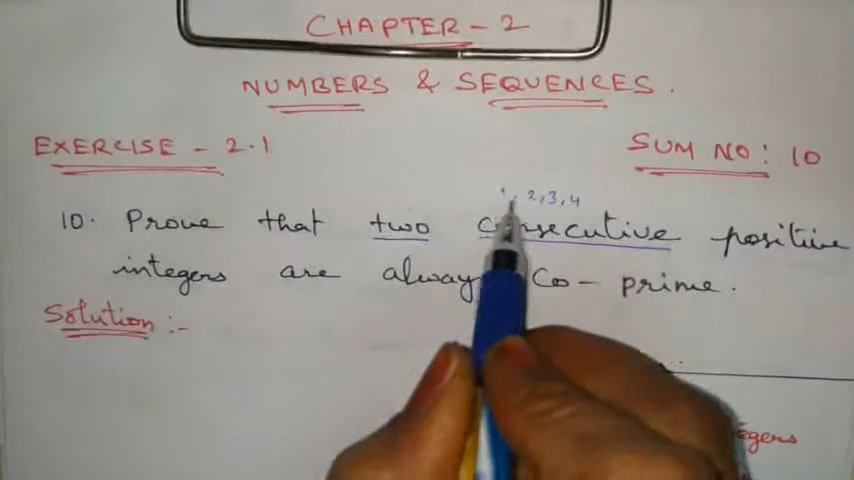 CHAPTER - 2
NUMBERS & SEQUENCES.
EXERCISE - 2.1
SUM NO: 10
1, 2, 3, 4
10. Prove that two consecutive positive
integers are always Co-prime.
Solution :-